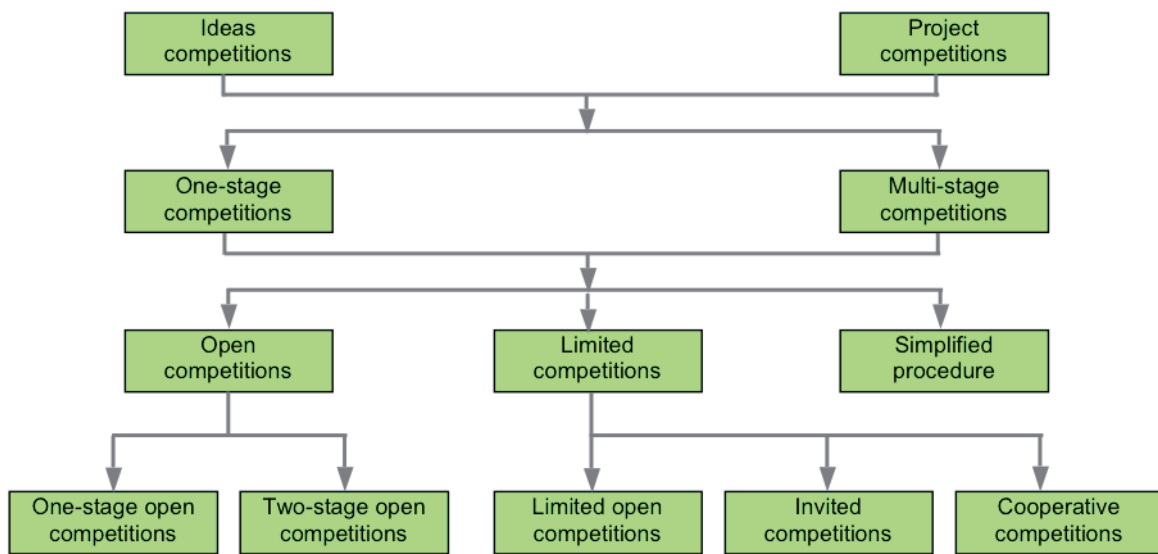 Ideas
competitions
Project
competitions
One-stage
competitions
Multi-stage
competitions
Open
competitions
Limited
competitions
Simplified
procedure
One-stage open
competitions
Two-stage open
competitions
Limited open
competitions
Invited
competitions
Cooperative
competitions